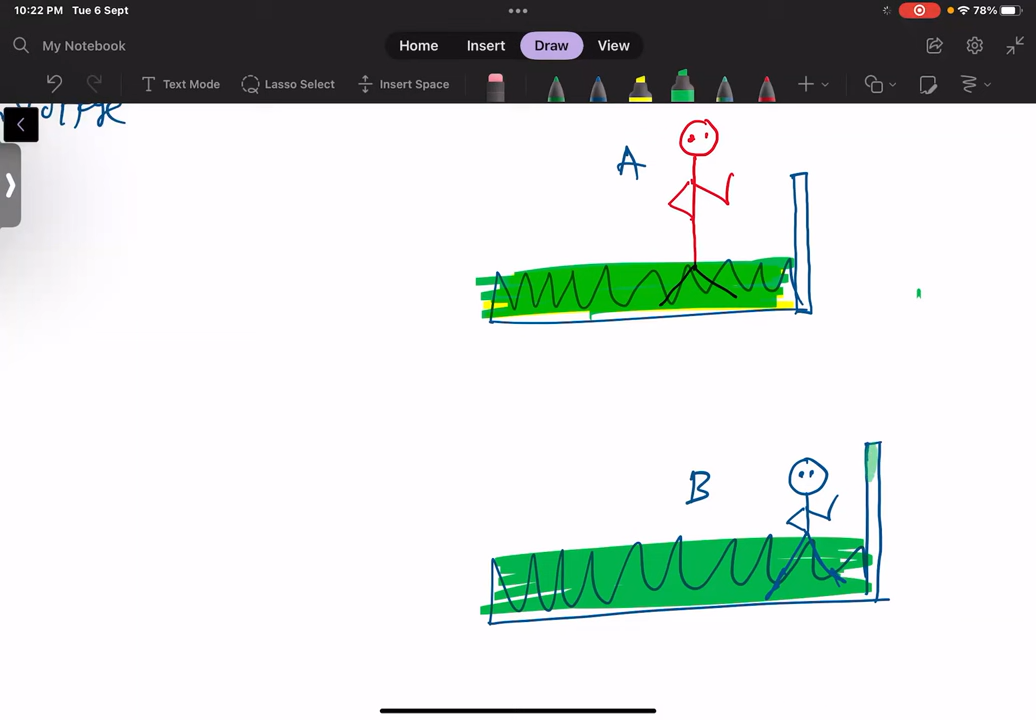 10:22 PM Tue 6 Sept
78%
My Notebook
Home Insert Draw View
Text Mode Lasso Select Insert Space
A
B